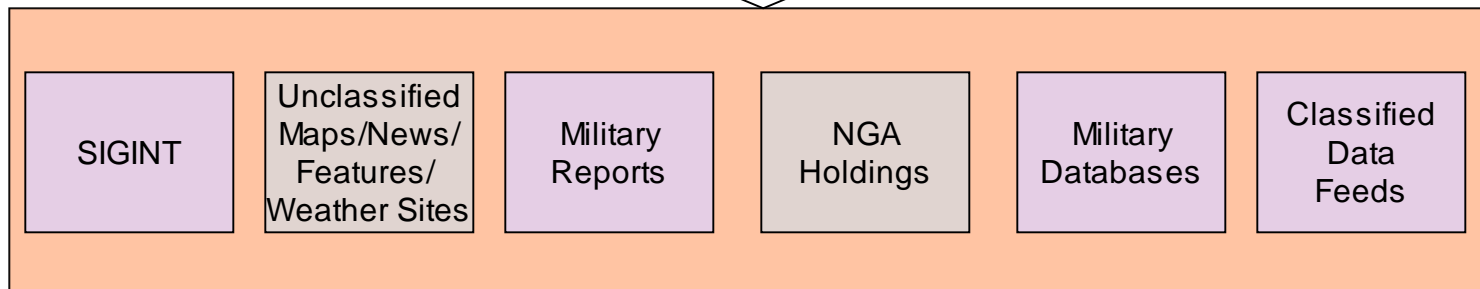 SIGINT
Unclassified
Maps/News/
Features/
Weather Sites
Military
Reports
NGA
Holdings
Military
Databases
Classified
Data
Feeds